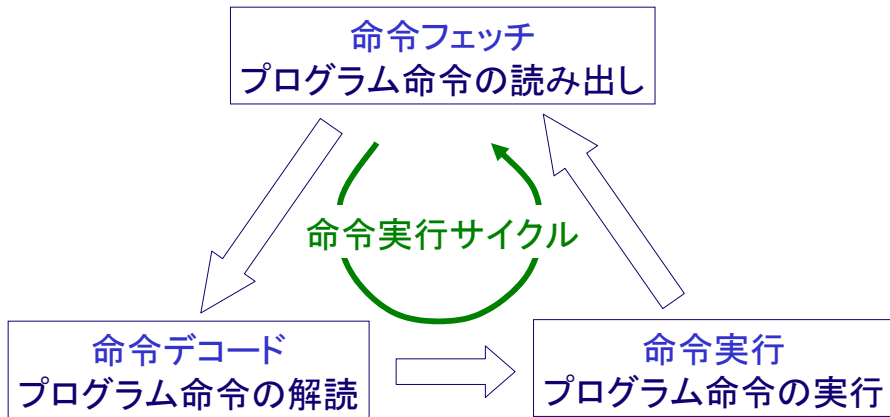 命令フェッチ
プログラム命令の読み出し
命令実行サイクル
命令デコード
プログラム命令の解読
命令実行
プログラム命令の実行